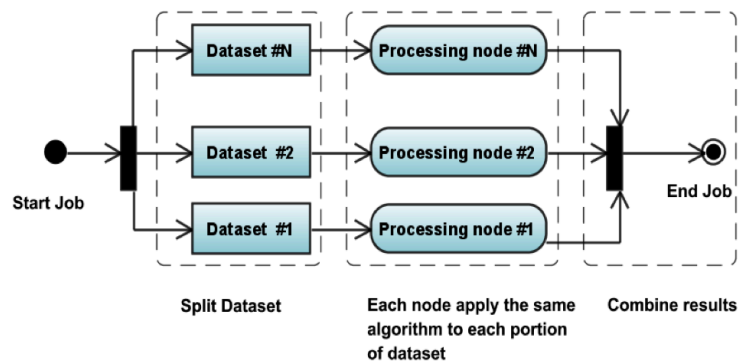 Dataset #N
Processing node #N
Dataset #2
Processing node #2
Start Job
End Job
Dataset #1
Processing node #1
Split Dataset
Each node apply the same
algorithm to each portion
of dataset
Combine results